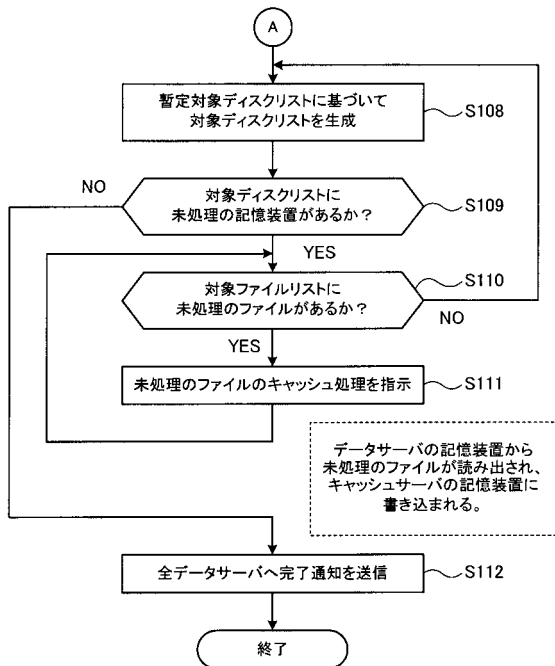 A
暫定対象ディスクリストに基づいて
対象ディスクリストを生成
S108
NO
対象ディスクリストに
未処理の記憶装置があるか?
S109
YES
対象ファイルリストに
未処理のファイルがあるか?
S110
NO
YES
未処理のファイルのキャッシュ処理を指示
S111
データサーバの記憶装置から
未処理のファイルが読み出され、
キャッシュサーバの記憶装置に
書き込まれる。
全データサーバへ完了通知を送信
S112
終了